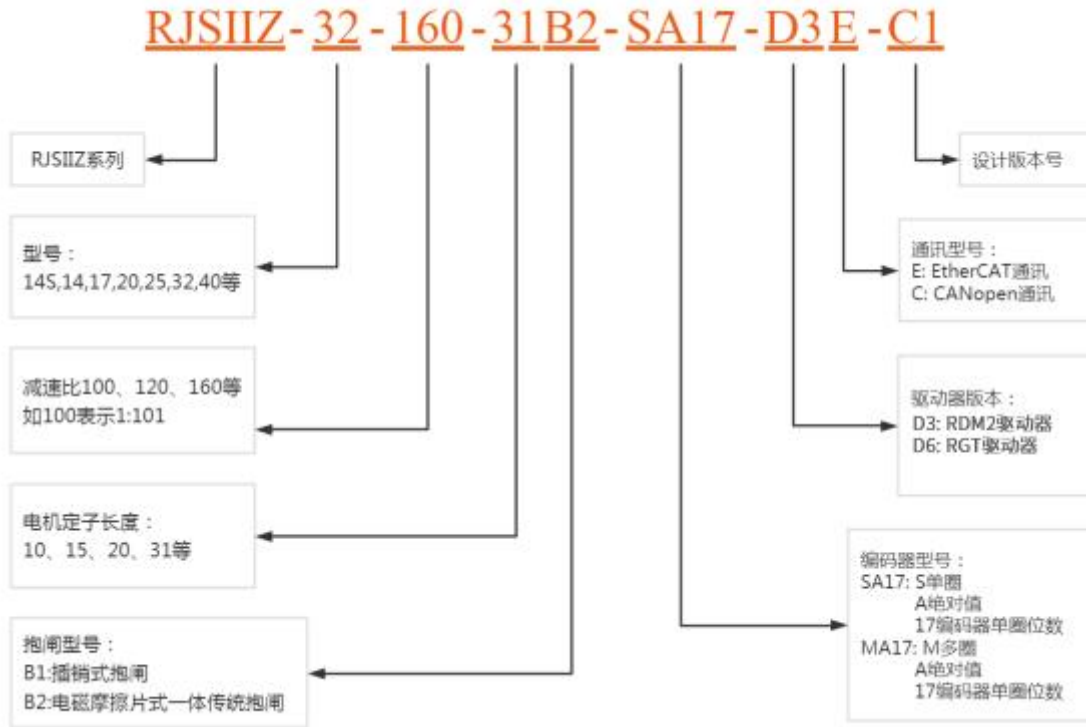 RJSIIZ-32-160-31B2-SA17-D3E-C1
RJSIIZ系列
型号：
14S,14,17,20,25,32,40等
减速比100、120、160等
如100表示1:101
电机定子长度：
10、15、20、31等
抱闸型号：
B1:插销式抱闸
B2:电磁摩擦片式一体传统抱闸
设计版本号
通讯型号：
E: EtherCAT通讯
C: CANopen通讯
驱动器版本：
D3: RDM2驱动器
D6: RGT驱动器
编码器型号：
SA17: S单圈
A绝对值
17编码器单圈位数
MA17: M多圈
A绝对值
17编码器单圈位数